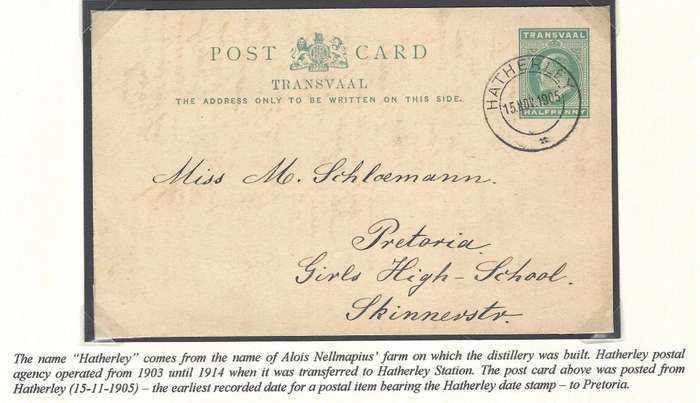 POST CARD
TRANSVAAL
THE ADDRESS ONLY TO BE WRITTEN ON THIS SIDE.
TRANSVAAL
HALFPENNY
HATHERLEY
15.NOV.1905
Miss M. Schloemann.
Pretoria
Girls High-School.
Skinnerstr.
The name "Hatherley" comes from the name of Alois Nellmapius' farm on which the distillery was built. Hatherley postal
agency operated from 1903 until 1914 when it was transferred to Hatherley Station. The post card above was posted from
Hatherley (15-11-1905) – the earliest recorded date for a postal item bearing the Hatherley date stamp – to Pretoria.